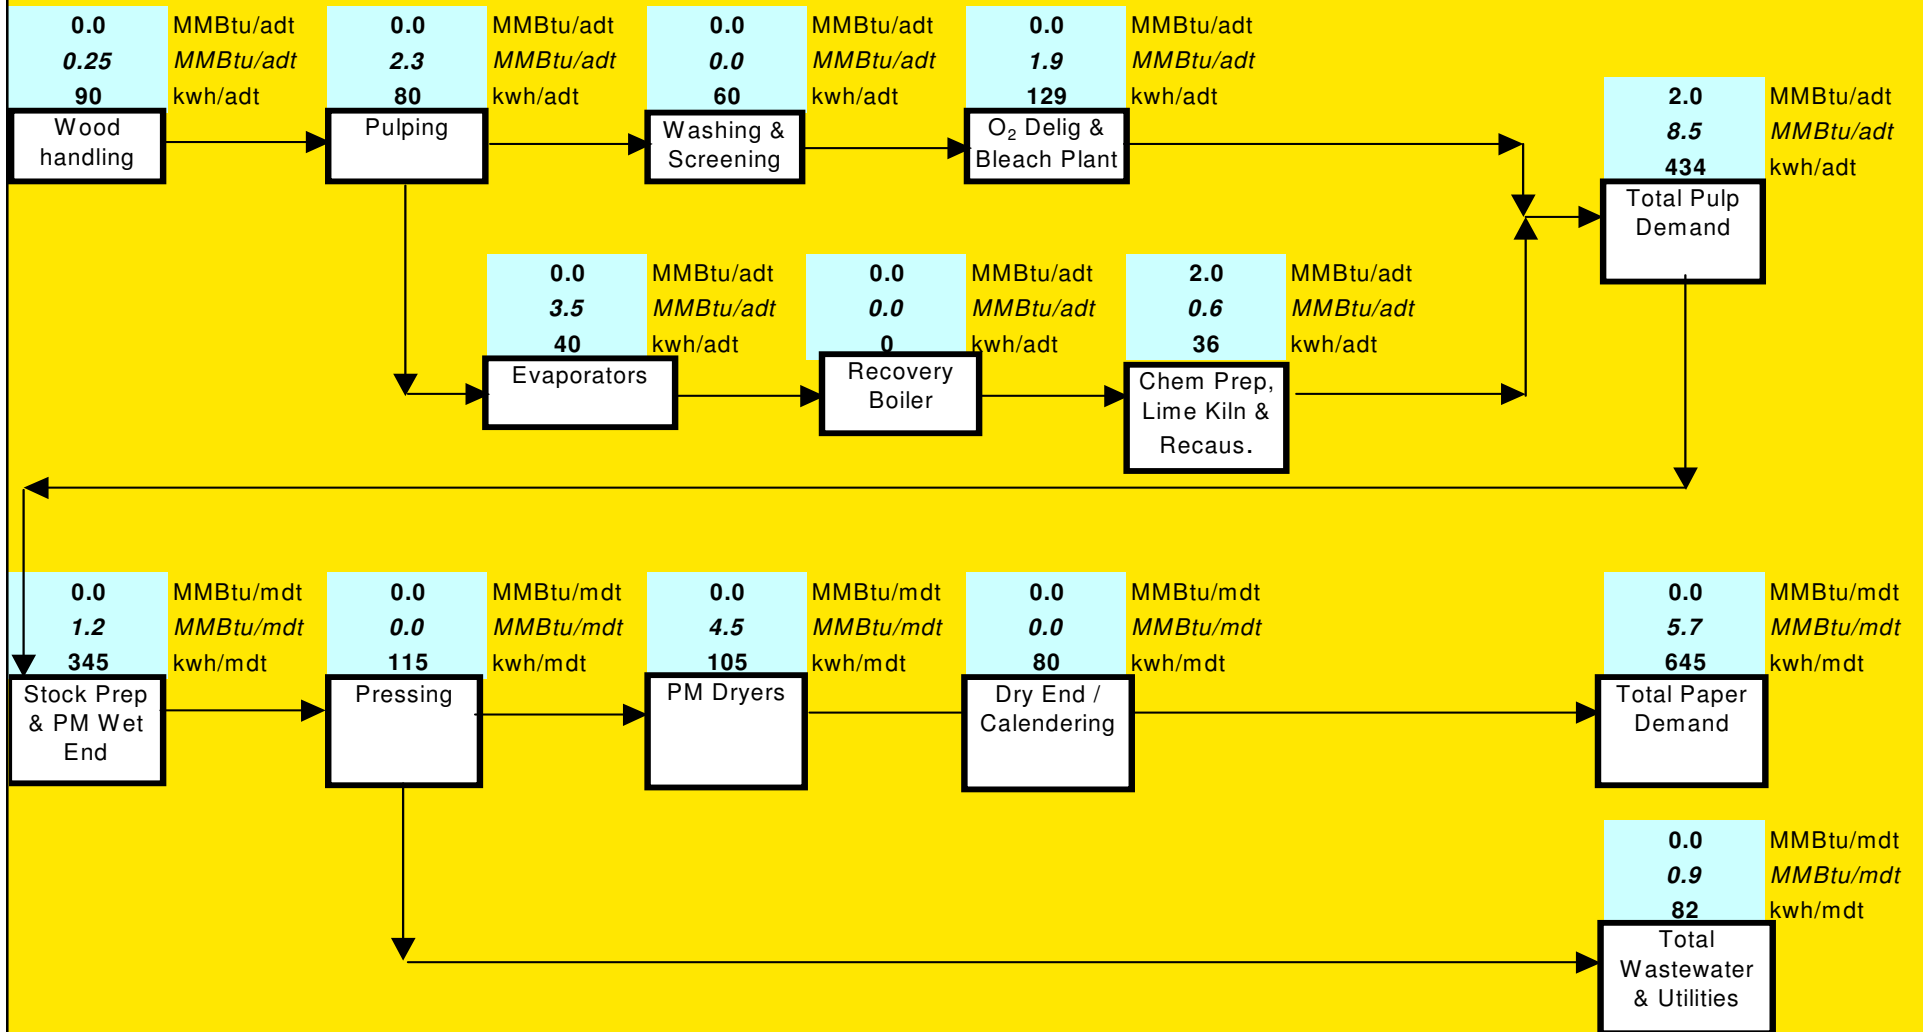 0.0 MMBtu/adt 0.0 MMBtu/adt 0.0 MMBtu/adt 0.0 MMBtu/adt
0.25 MMBtu/adt 2.3 MMBtu/adt 0.0 MMBtu/adt 1.9 MMBtu/adt
90 kwh/adt 80 kwh/adt 60 kwh/adt 129 kwh/adt
Wood
handling
Pulping
Washing &
Screening
O₂ Delig &
Bleach Plant
2.0 MMBtu/adt
8.5 MMBtu/adt
434 kwh/adt
Total Pulp
Demand
0.0 MMBtu/adt 0.0 MMBtu/adt 2.0 MMBtu/adt
3.5 MMBtu/adt 0.0 MMBtu/adt 0.6 MMBtu/adt
40 kwh/adt 0 kwh/adt 36 kwh/adt
Evaporators
Recovery
Boiler
Chem Prep,
Lime Kiln &
Recaus.
0.0 MMBtu/mdt 0.0 MMBtu/mdt 0.0 MMBtu/mdt 0.0 MMBtu/mdt 0.0 MMBtu/mdt
1.2 MMBtu/mdt 0.0 MMBtu/mdt 4.5 MMBtu/mdt 0.0 MMBtu/mdt 5.7 MMBtu/mdt
345 kwh/mdt 115 kwh/mdt 105 kwh/mdt 80 kwh/mdt 645 kwh/mdt
Stock Prep
& PM Wet
End
Pressing
PM Dryers
Dry End /
Calendering
Total Paper
Demand
0.0 MMBtu/mdt
0.9 MMBtu/mdt
82 kwh/mdt
Total
Wastewater
& Utilities